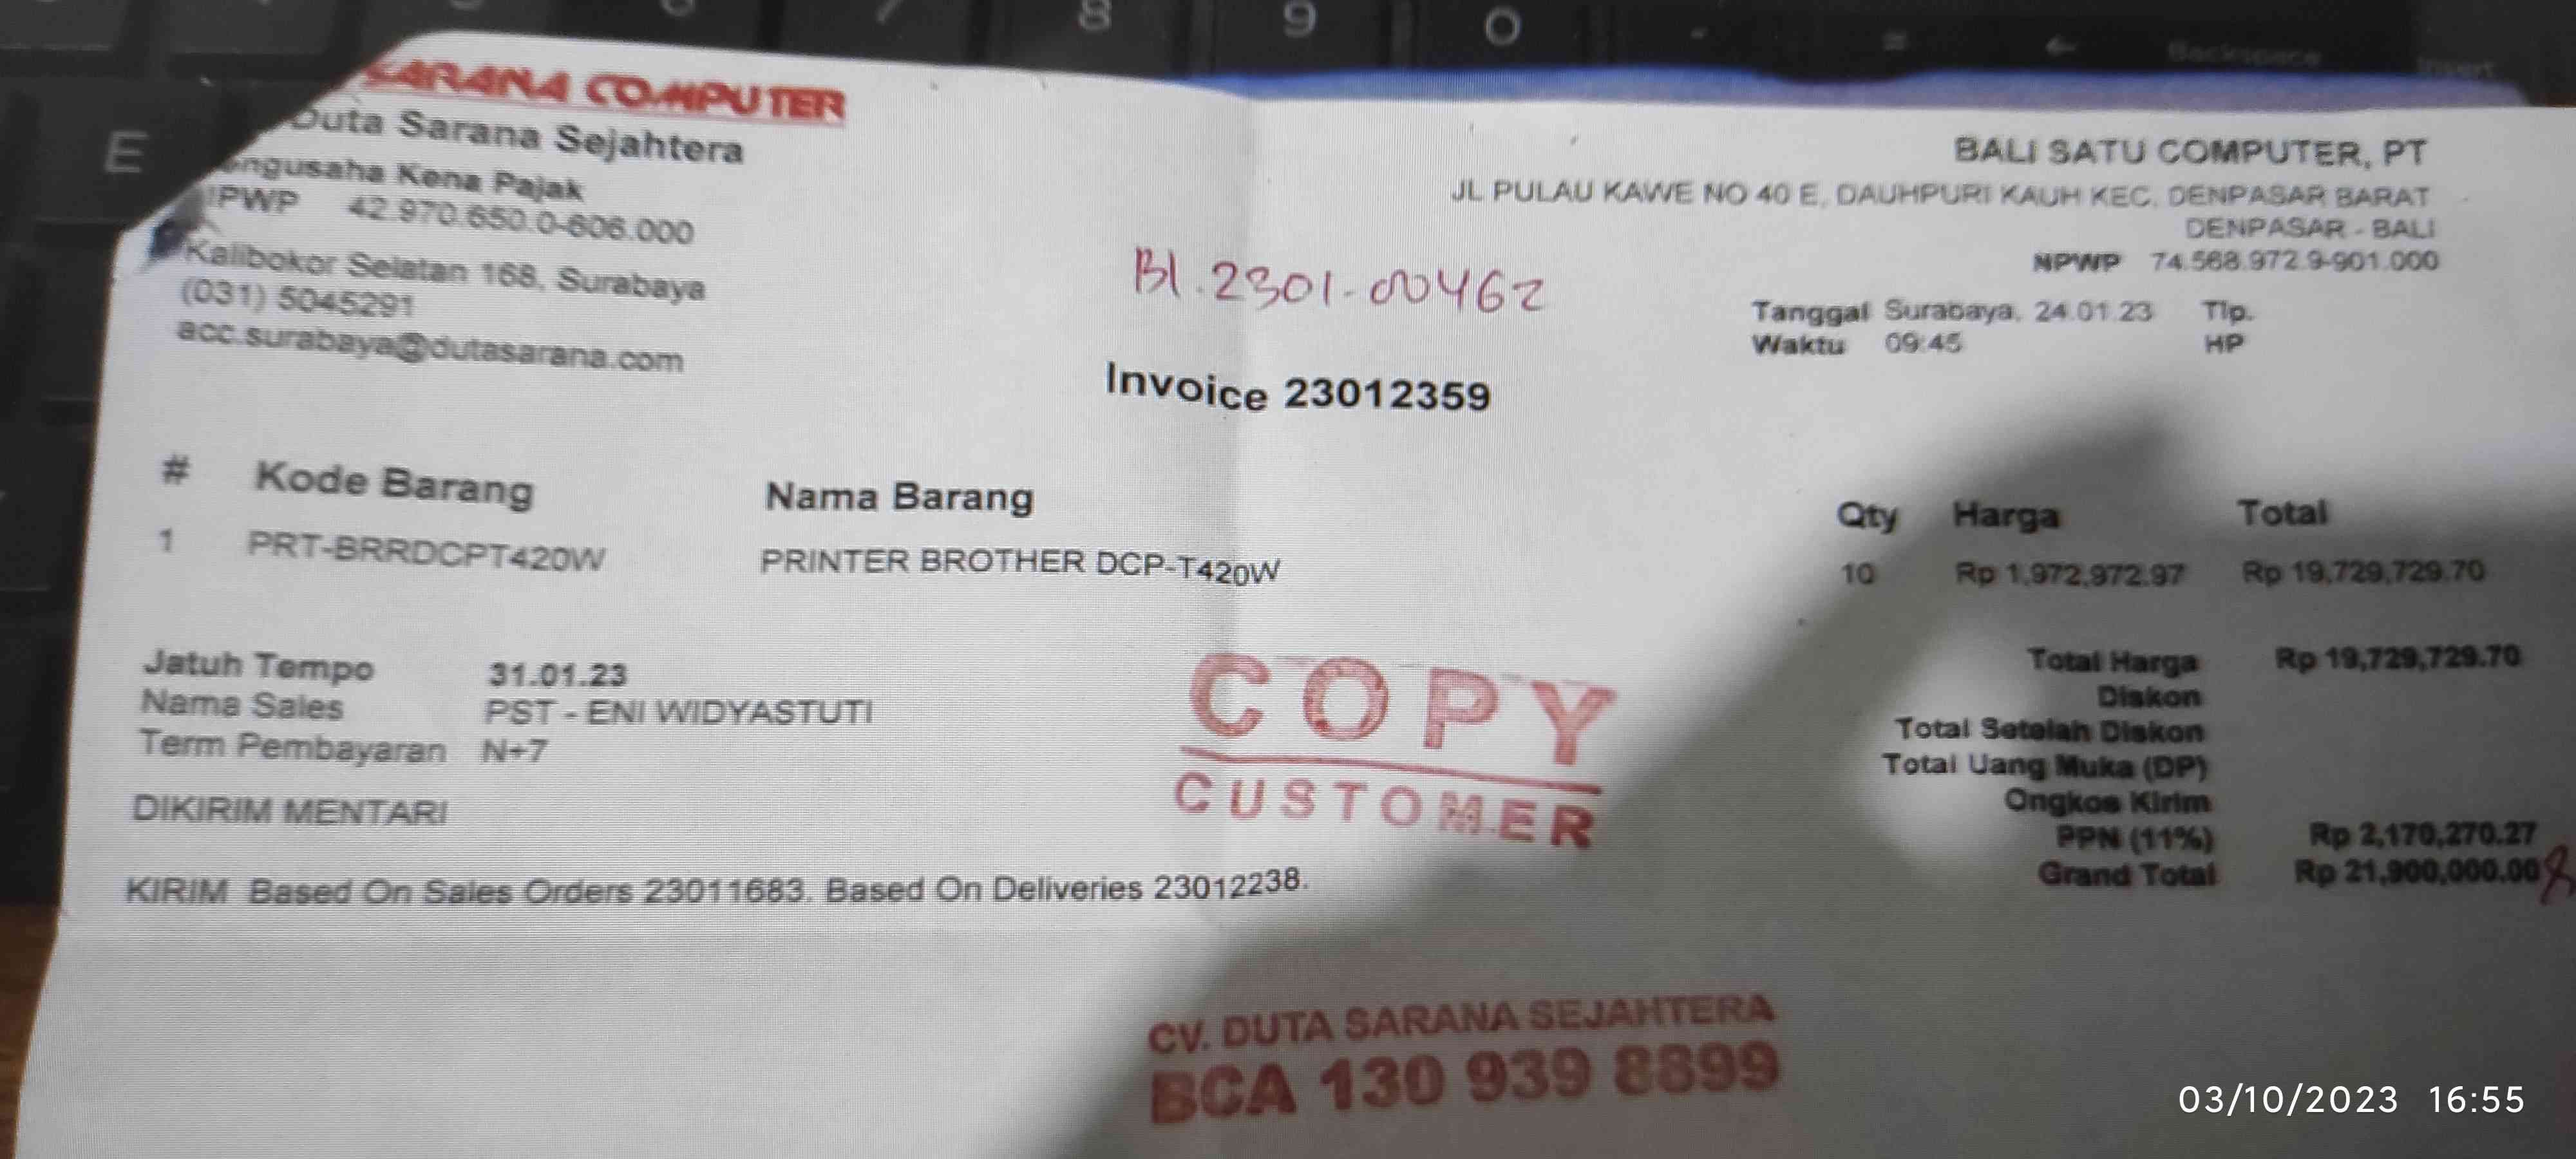 SARANA COMPUTER
Duta Sarana Sejahtera
ngusaha Kena Pajak
PWP 42.970.650.0-606.000
Kalibokor Selatan 168, Surabaya
(031) 5045291
acc.surabaya@dutasarana.com
BALI SATU COMPUTER, PT
JL PULAU KAWE NO 40 E, DAUHPURI KAUH KEC. DENPASAR BARAT
DENPASAR - BALI
NPWP 74.568.972.9-901.000
Tanggal Surabaya, 24.01.23 Tlp.
Waktu 09:45 HP
BI.2301-00462
Invoice 23012359
# Kode Barang Nama Barang Qty Harga Total
1 PRT-BRRDCPT420W PRINTER BROTHER DCP-T420W 10 Rp 1,972,972.97 Rp 19,729,729.70
Jatuh Tempo 31.01.23
Nama Sales PST - ENI WIDYASTUTI
Term Pembayaran N+7
DIKIRIM MENTARI
KIRIM Based On Sales Orders 23011683. Based On Deliveries 23012238.
COPY
CUSTOMER
Total Harga Rp 19,729,729.70
Diskon
Total Setelah Diskon
Total Uang Muka (DP)
Ongkos Kirim
PPN (11%) Rp 2,170,270.27
Grand Total Rp 21,900,000.00
CV. DUTA SARANA SEJAHTERA
BCA 130 939 8899
03/10/2023 16:55
8
9
0
Backspace
Insert
E